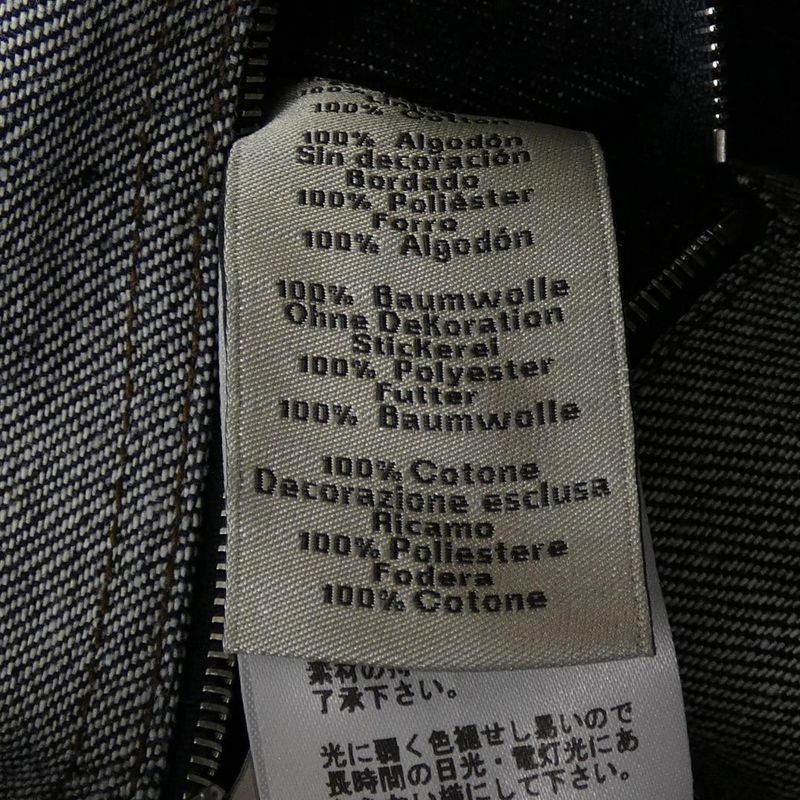 100% Cotton
100% Algodón
Sin decoración
Bordado
100% Poliéster
Forro
100% Algodón
100% Baumwolle
Ohne Dekoration
Stickerei
100% Polyester
Futter
100% Baumwolle
100% Cotone
Decorazione esclusa
Ricamo
100% Poliestere
Fodera
100% Cotone
了承下さい。
光に弱く色褪せし易いので
長時間の日光・電灯光にあ